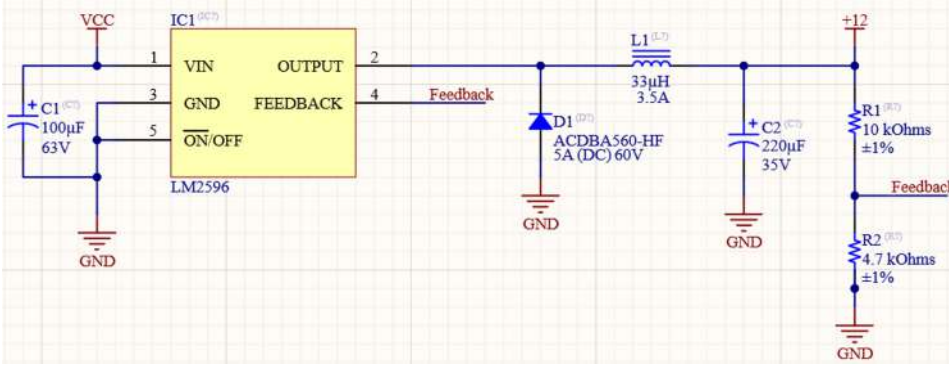 VCC
IC1 (IC?)
1 VIN OUTPUT 2
3 GND FEEDBACK 4 Feedback
5 ON/OFF
LM2596
C1 (C?)
100µF
63V
GND
D1 (D?)
ACDBA560-HF
5A (DC) 60V
GND
L1 (L?)
33µH
3.5A
C2 (C?)
220µF
35V
GND
+12
R1 (R?)
10 kOhms
±1%
Feedback
R2 (R?)
4.7 kOhms
±1%
GND